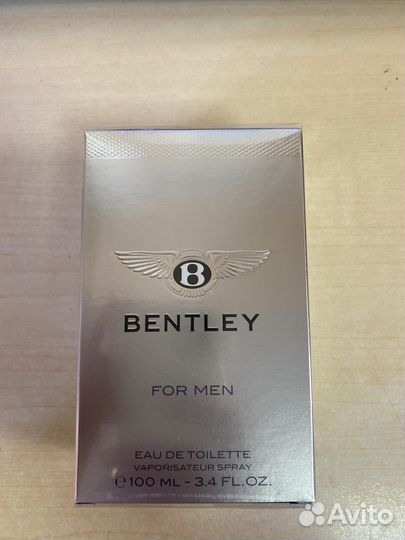 B
BENTLEY
FOR MEN
EAU DE TOILETTE
VAPORISATEUR SPRAY
℮100 ML - 3.4 FL.OZ.
Avito